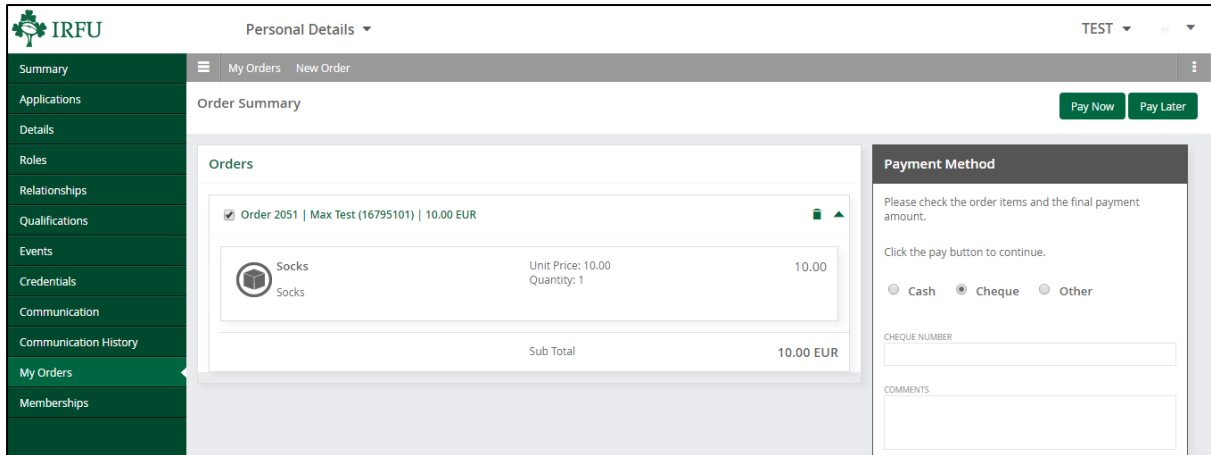 IRFU
Personal Details
TEST
Summary
Applications
Details
Roles
Relationships
Qualifications
Events
Credentials
Communication
Communication History
My Orders
Memberships
My Orders New Order
Order Summary
Pay Now Pay Later
Orders
Order 2051 | Max Test (16795101) | 10.00 EUR
Socks Unit Price: 10.00 10.00
Socks Quantity: 1
Sub Total 10.00 EUR
Payment Method
Please check the order items and the final payment
amount.
Click the pay button to continue.
Cash Cheque Other
CHEQUE NUMBER
COMMENTS